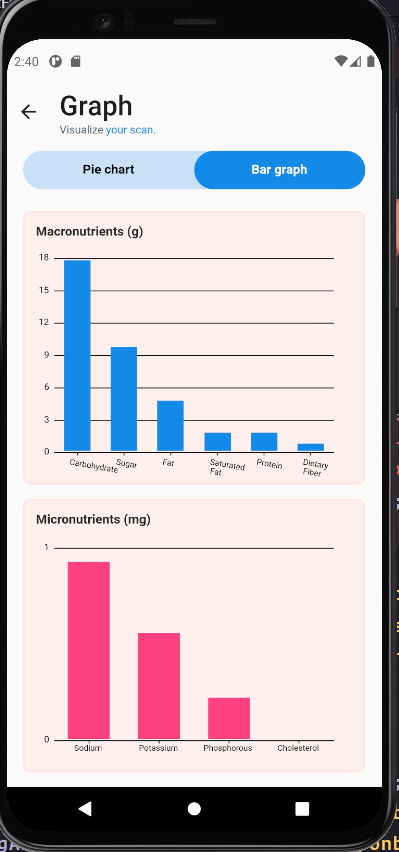 2:40
Graph
Visualize your scan.
Pie chart
Bar graph
Macronutrients (g)
18
15
12
9
6
3
0
Carbohydrate
Sugar
Fat
Saturated
Fat
Protein
Dietary
Fiber
Micronutrients (mg)
1
0
Sodium
Potassium
Phosphorous
Cholesterol